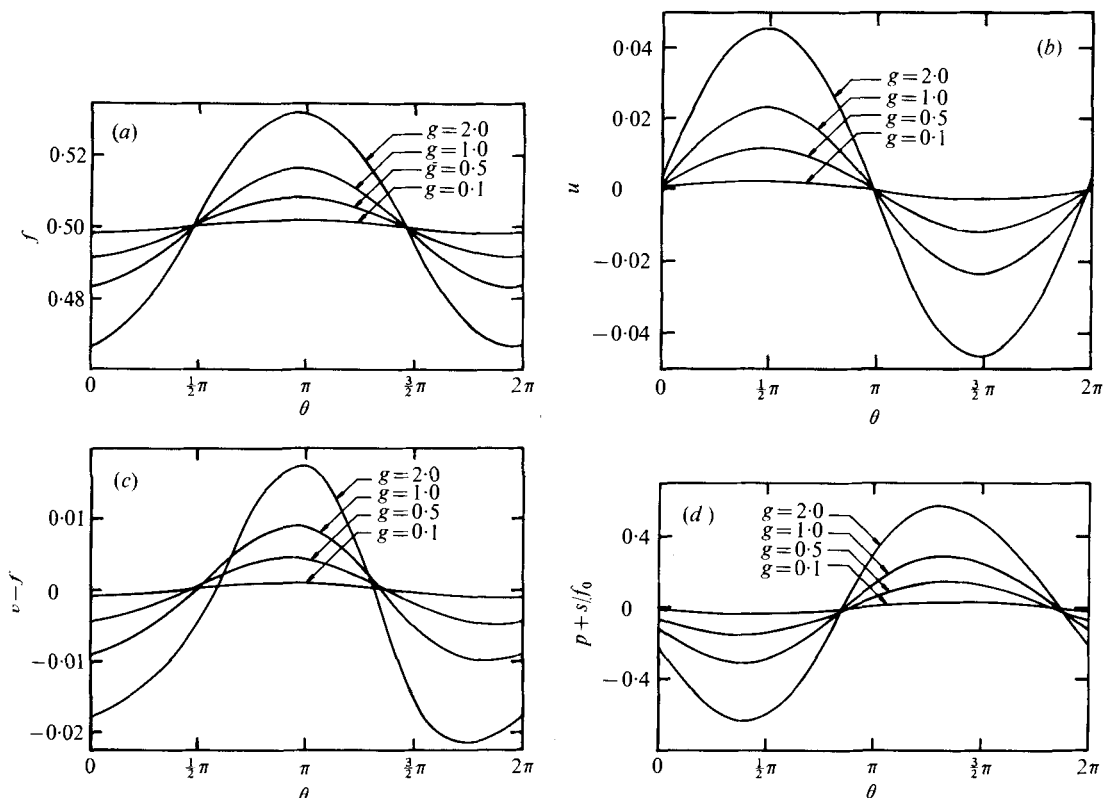 (a)
g=2·0
g=1·0
g=0·5
g=0·1
0·52
0·50
0·48
f
0
½π
π
3/2π
2π
θ
(b)
g=2·0
g=1·0
g=0·5
g=0·1
0·04
0·02
0
−0·02
−0·04
u
0
½π
π
3/2π
2π
θ
(c)
g=2·0
g=1·0
g=0·5
g=0·1
0·01
0
−0·01
−0·02
v−f
0
½π
π
3/2π
2π
θ
(d)
g=2·0
g=1·0
g=0·5
g=0·1
0·4
0
−0·4
p+s/f₀
0
½π
π
3/2π
2π
θ